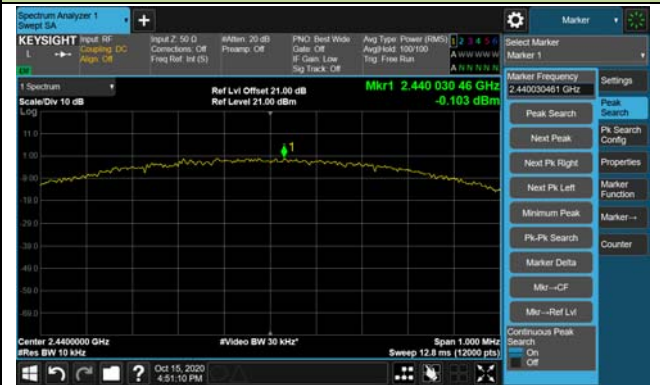 Spectrum Analyzer 1
Swept SA
+
Marker
KEYSIGHT
L
Input: RF
Coupling: DC
Align: Off
Input Z: 50 Ω
Corrections: Off
Freq Ref: Int (S)
#Atten: 20 dB
Preamp: Off
PNO: Best Wide
Gate: Off
IF Gain: Low
Sig Track: Off
Avg Type: Power (RMS)
Avg|Hold: 100/100
Trig: Free Run
1 2 3 4 5 6
A W W W W W
A N N N N N
Select Marker
Marker 1
1 Spectrum
Scale/Div 10 dB
Log
Ref Lvl Offset 21.00 dB
Ref Level 21.00 dBm
Mkr1 2.440 030 46 GHz
-0.103 dBm
11.0
1.00
-9.00
-19.0
-29.0
-39.0
-49.0
-59.0
-69.0
1
Center 2.4400000 GHz
#Res BW 10 kHz
#Video BW 30 kHz*
Span 1.000 MHz
Sweep 12.8 ms (12000 pts)
Marker Frequency
2.440030461 GHz
Peak Search
Next Peak
Next Pk Right
Next Pk Left
Minimum Peak
Pk-Pk Search
Marker Delta
Mkr→CF
Mkr→Ref Lvl
Continuous Peak
Search
On
Off
Settings
Peak
Search
Pk Search
Config
Properties
Marker
Function
Marker→
Counter
?
Oct 15, 2020
4:51:10 PM